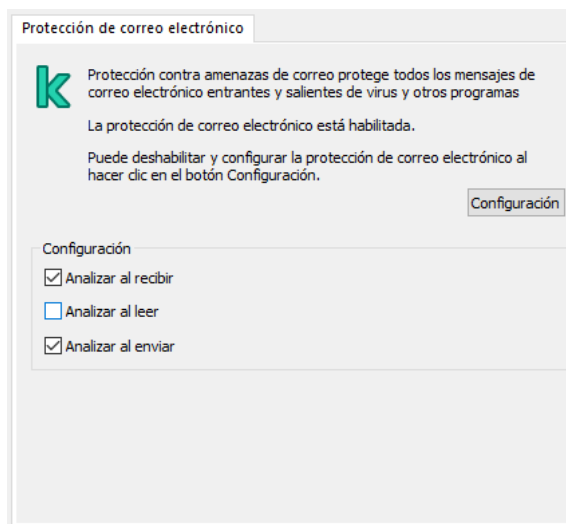 Protección de correo electrónico
Protección contra amenazas de correo protege todos los mensajes de
correo electrónico entrantes y salientes de virus y otros programas
La protección de correo electrónico está habilitada.
Puede deshabilitar y configurar la protección de correo electrónico al
hacer clic en el botón Configuración.
Configuración
Configuración
Analizar al recibir
Analizar al leer
Analizar al enviar